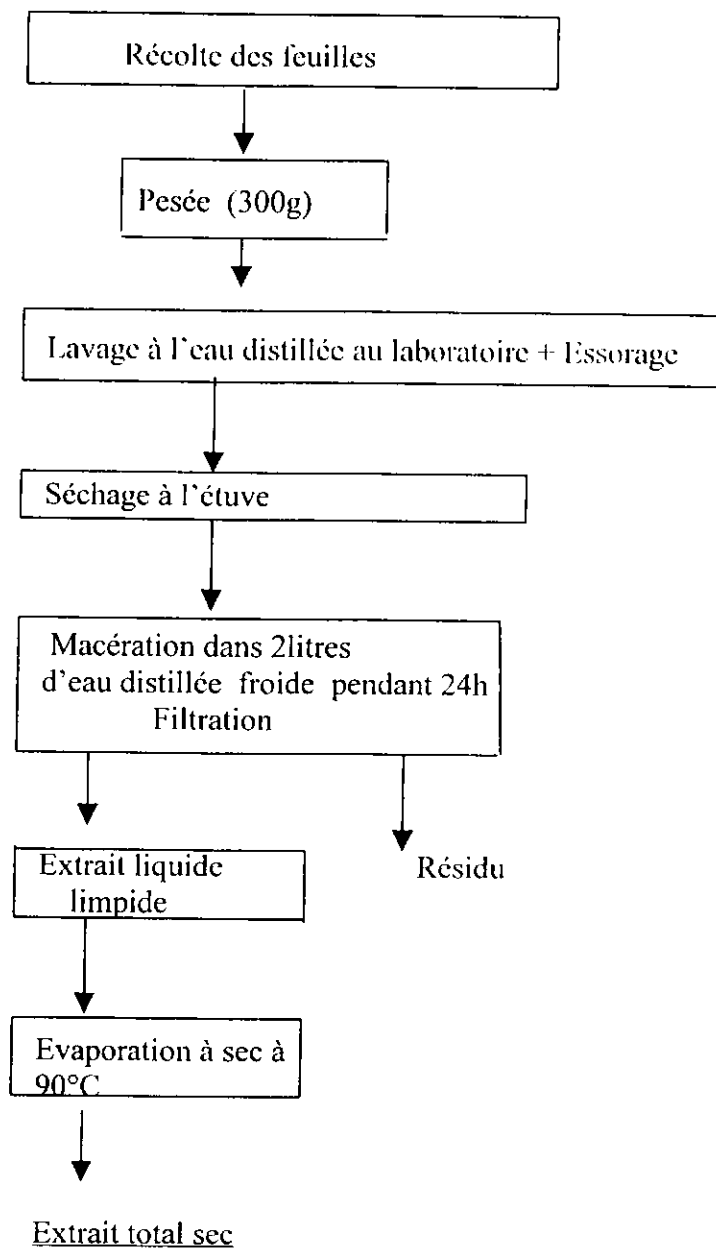 Récolte des feuilles
Pesée (300g)
Lavage à l'eau distillée au laboratoire + Essorage
Séchage à l'étuve
Macération dans 2litres
d'eau distillée froide pendant 24h
Filtration
Extrait liquide
limpide
Résidu
Evaporation à sec à
90°C
Extrait total sec